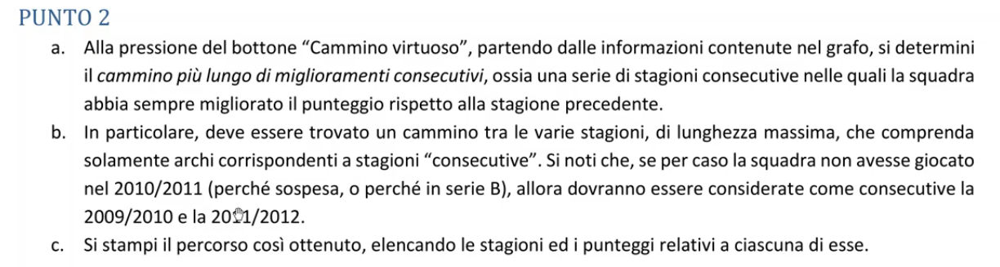 PUNTO 2
a. Alla pressione del bottone “Cammino virtuoso”, partendo dalle informazioni contenute nel grafo, si determini
il cammino più lungo di miglioramenti consecutivi, ossia una serie di stagioni consecutive nelle quali la squadra
abbia sempre migliorato il punteggio rispetto alla stagione precedente.
b. In particolare, deve essere trovato un cammino tra le varie stagioni, di lunghezza massima, che comprenda
solamente archi corrispondenti a stagioni “consecutive”. Si noti che, se per caso la squadra non avesse giocato
nel 2010/2011 (perché sospesa, o perché in serie B), allora dovranno essere considerate come consecutive la
2009/2010 e la 2011/2012.
c. Si stampi il percorso così ottenuto, elencando le stagioni ed i punteggi relativi a ciascuna di esse.